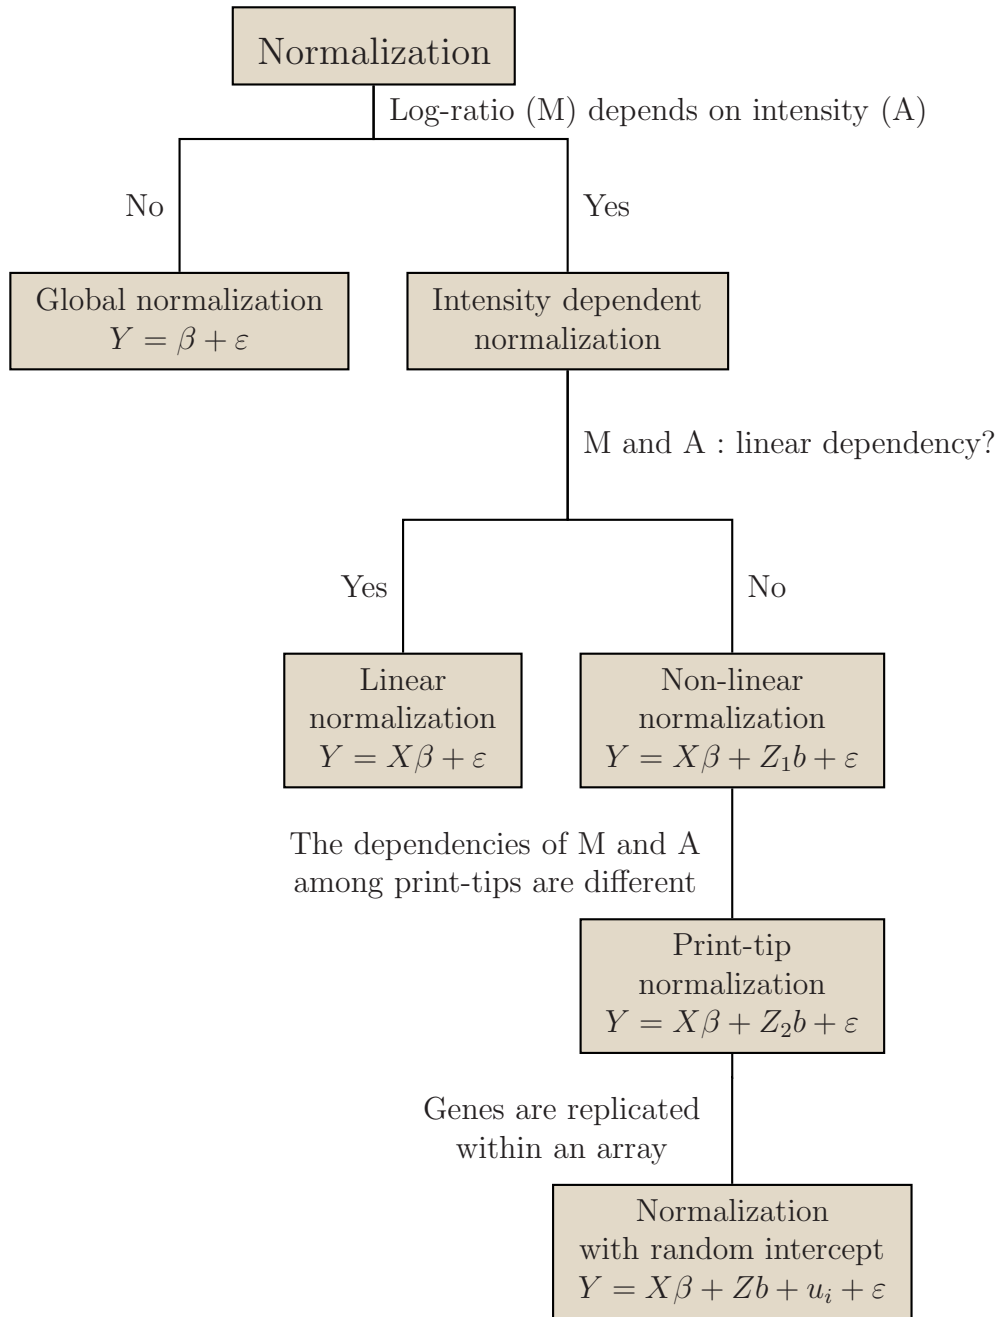 Normalization
Log-ratio (M) depends on intensity (A)
No
Yes
Global normalization
Y = β + ε
Intensity dependent
normalization
M and A : linear dependency?
Yes
No
Linear
normalization
Y = Xβ + ε
Non-linear
normalization
Y = Xβ + Z₁b + ε
The dependencies of M and A
among print-tips are different
Print-tip
normalization
Y = Xβ + Z₂b + ε
Genes are replicated
within an array
Normalization
with random intercept
Y = Xβ + Zb + uᵢ + ε